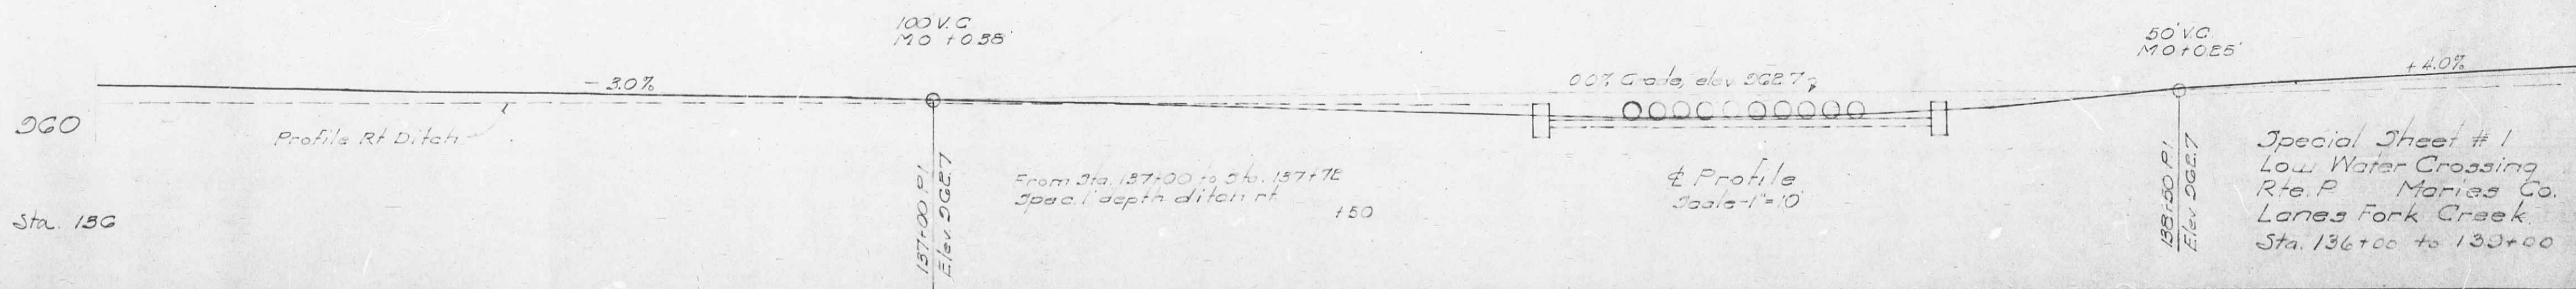 100' V.C.
M.O. +0.38'
50' V.C.
M.O. +0.25'
- 3.0%
0.0% Grade, elev. 962.7
+ 4.0%
960
Profile Rt. Ditch
137+00 P.I.
Elev. 962.7
From Sta. 137+00 to Sta. 137+72
Special depth ditch rt.
+50
℄ Profile
Scale-1"=10'
138+50 P.I.
Elev. 962.7
Special Sheet # 1
Low Water Crossing
Rte. P Maries Co.
Lanes Fork Creek
Sta. 136+00 to 139+00
Sta. 136